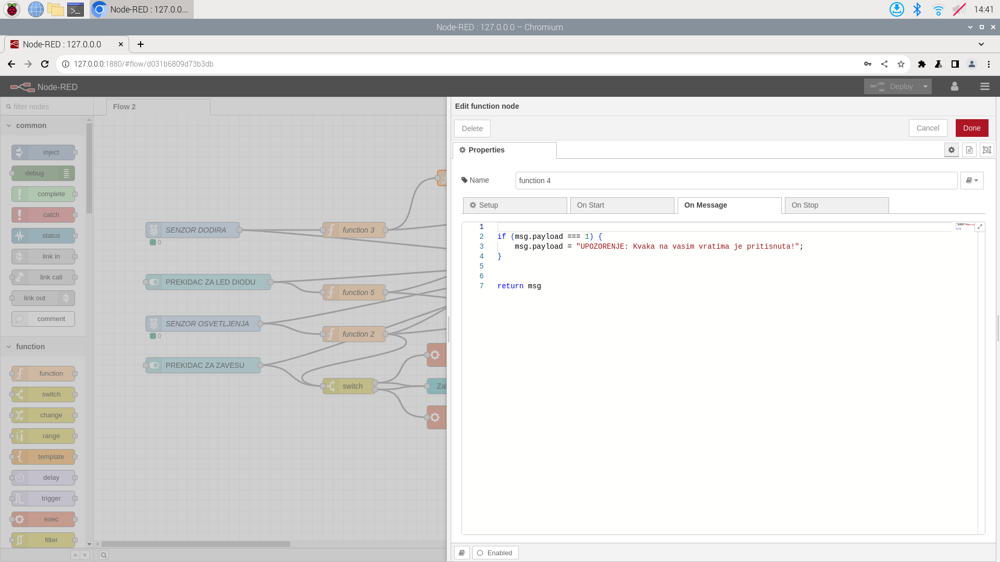 Node-RED : 127.0.0...
14:41
Node-RED : 127.0.0.0 – Chromium
Node-RED : 127.0.0.0
127.0.0.0:1880/#flow/d031b6809d73b3db
Node-RED
Deploy
filter nodes
Flow 2
Edit function node
common
Delete
Cancel
Done
Properties
inject
debug
complete
catch
status
link in
link call
link out
comment
function
function
switch
change
range
template
delay
trigger
exec
filter
SENZOR DODIRA
0
function 3
PREKIDAC ZA LED DIODU
function 5
SENZOR OSVETLJENJA
0
function 2
PREKIDAC ZA ZAVESU
switch
Zat
Name
function 4
Setup
On Start
On Message
On Stop
1
2 if (msg.payload === 1) {
3 msg.payload = "UPOZORENJE: Kvaka na vasim vratima je pritisnuta!";
4 }
5
6
7 return msg
Enabled